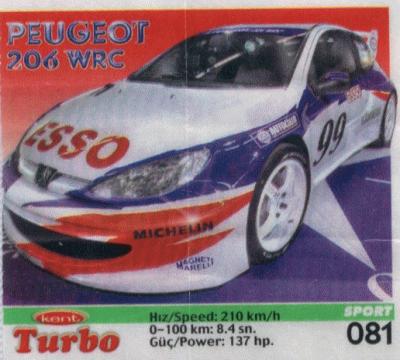 PEUGEOT
206 WRC
ESSO
MICHELIN
MAGNETI
MARELLI
99
ESSO
kent
Turbo
Hız/Speed: 210 km/h
0-100 km: 8.4 sn.
Güç/Power: 137 hp.
SPORT
081